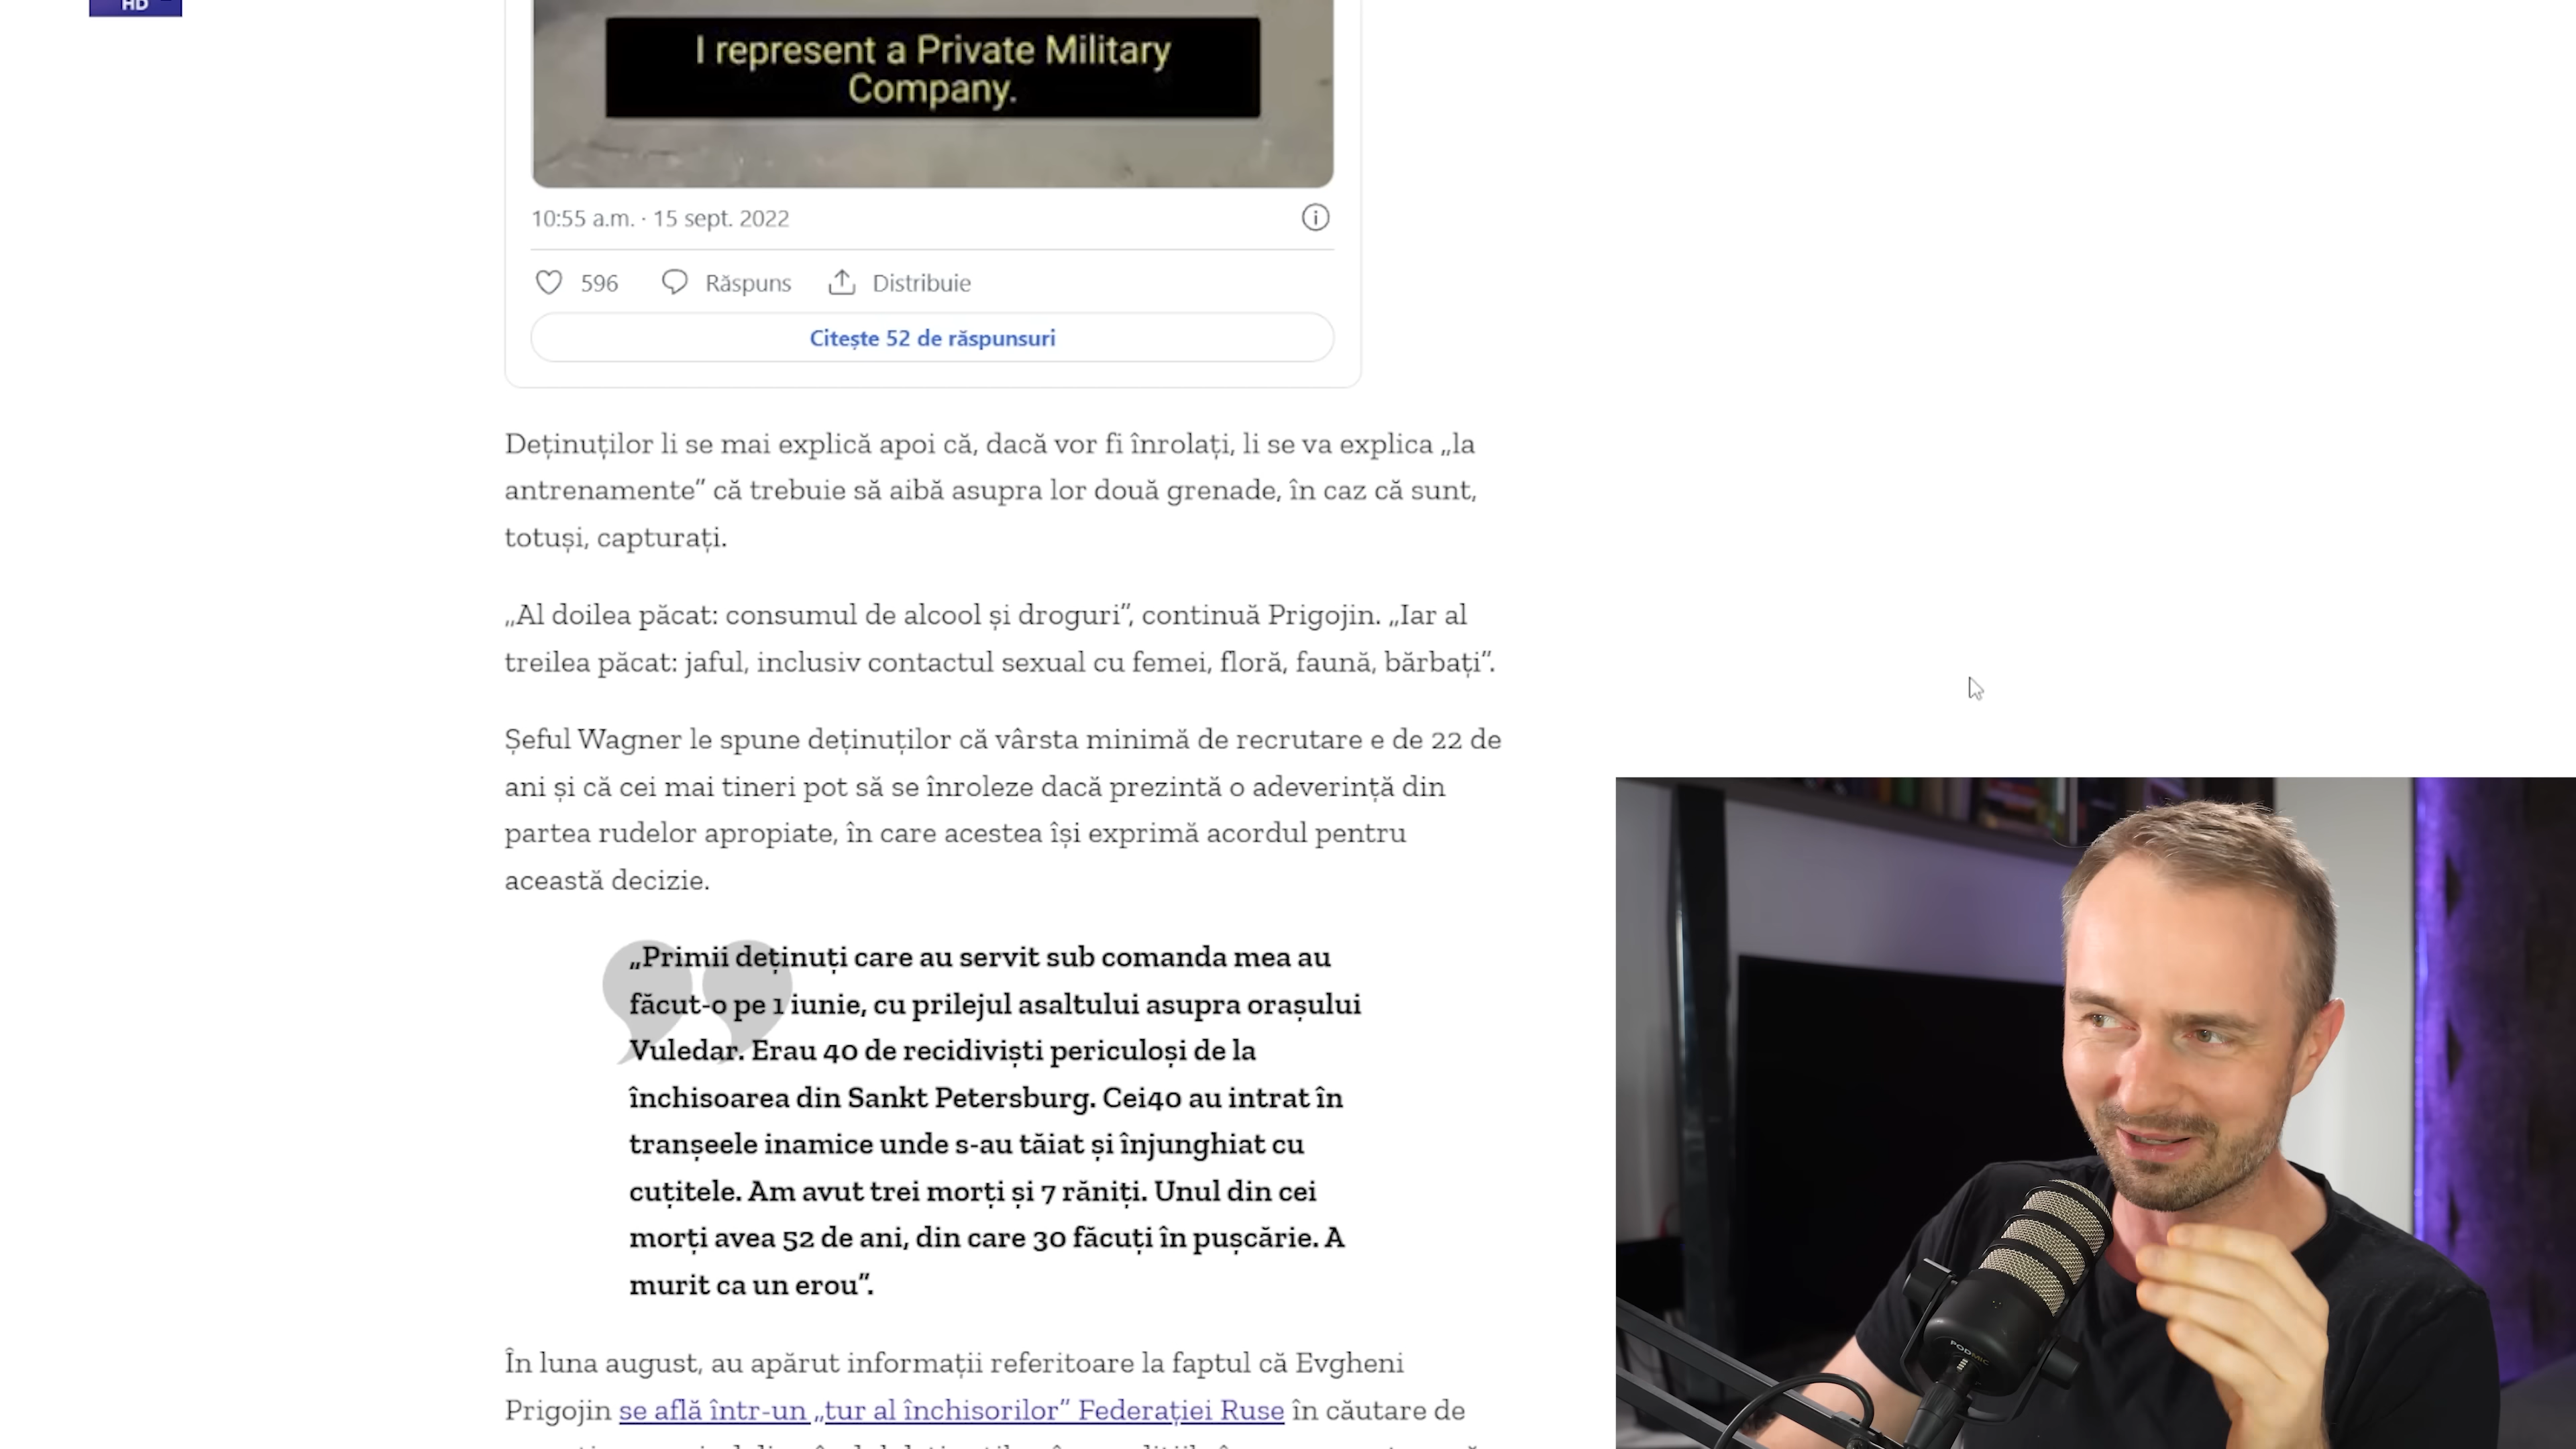 HD
I represent a Private Military
Company.
10:55 a.m. · 15 sept. 2022
596 Răspuns Distribuie
Citește 52 de răspunsuri
Deținuților li se mai explică apoi că, dacă vor fi înrolați, li se va explica „la
antrenamente” că trebuie să aibă asupra lor două grenade, în caz că sunt,
totuși, capturați.
„Al doilea păcat: consumul de alcool și droguri”, continuă Prigojin. „Iar al
treilea păcat: jaful, inclusiv contactul sexual cu femei, floră, faună, bărbați”.
Șeful Wagner le spune deținuților că vârsta minimă de recrutare e de 22 de
ani și că cei mai tineri pot să se înroleze dacă prezintă o adeverință din
partea rudelor apropiate, în care acestea își exprimă acordul pentru
această decizie.
„Primii deținuți care au servit sub comanda mea au
făcut-o pe 1 iunie, cu prilejul asaltului asupra orașului
Vuledar. Erau 40 de recidiviști periculoși de la
închisoarea din Sankt Petersburg. Cei40 au intrat în
tranșeele inamice unde s-au tăiat și înjunghiat cu
cuțitele. Am avut trei morți și 7 răniți. Unul din cei
morți avea 52 de ani, din care 30 făcuți în pușcărie. A
murit ca un erou”.
În luna august, au apărut informații referitoare la faptul că Evgheni
Prigojin se află într-un „tur al închisorilor” Federației Ruse în căutare de
PODMIC